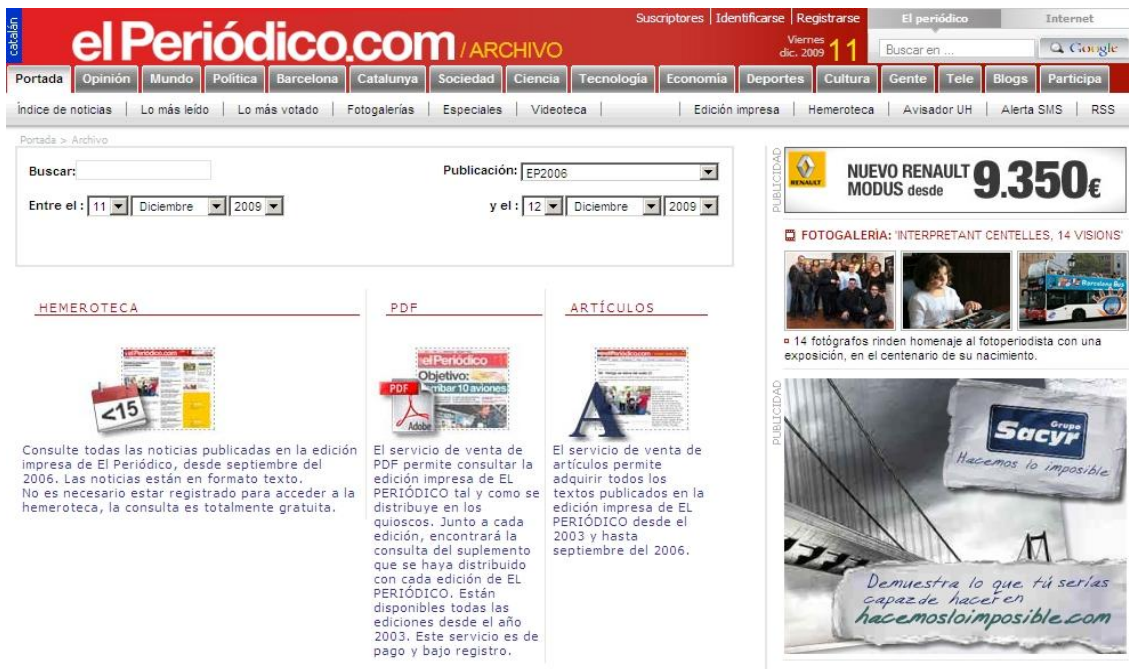 catalán
Suscriptores | Identificarse | Registrarse
El periódico
Internet
elPeriódico.com / ARCHIVO
Viernes
dic. 2009 11
Buscar en ...
Google
Portada Opinión Mundo Política Barcelona Catalunya Sociedad Ciencia Tecnología Economía Deportes Cultura Gente Tele Blogs Participa
Índice de noticias | Lo más leído | Lo más votado | Fotogalerías | Especiales | Videoteca | Edición impresa | Hemeroteca | Avisador UH | Alerta SMS | RSS
Portada > Archivo
Buscar:
Publicación: EP2006
Entre el : 11 Diciembre 2009
y el : 12 Diciembre 2009
HEMEROTECA
elPeriódico.com
<15
Consulte todas las noticias publicadas en la edición
impresa de El Periódico, desde septiembre del
2006. Las noticias están en formato texto.
No es necesario estar registrado para acceder a la
hemeroteca, la consulta es totalmente gratuita.
PDF
elPeriódico
Objetivo:
10 aviones
PDF
Adobe
El servicio de venta de
PDF permite consultar la
edición impresa de EL
PERIÓDICO tal y como se
distribuye en los
quioscos. Junto a cada
edición, encontrará la
consulta del suplemento
que se haya distribuido
con cada edición de EL
PERIÓDICO. Están
disponibles todas las
ediciones desde el año
2003. Este servicio es de
pago y bajo registro.
ARTÍCULOS
A
El servicio de venta de
artículos permite
adquirir todos los
textos publicados en la
edición impresa de EL
PERIÓDICO desde el
2003 y hasta
septiembre del 2006.
PUBLICIDAD
RENAULT
NUEVO RENAULT
MODUS desde 9.350€
FOTOGALERÍA: 'INTERPRETANT CENTELLES, 14 VISIONS'
14 fotógrafos rinden homenaje al fotoperiodista con una
exposición, en el centenario de su nacimiento.
PUBLICIDAD
Grupo
Sacyr
Hacemos lo imposible
Demuestra lo que tú serías
capaz de hacer en
hacemosloimposible.com